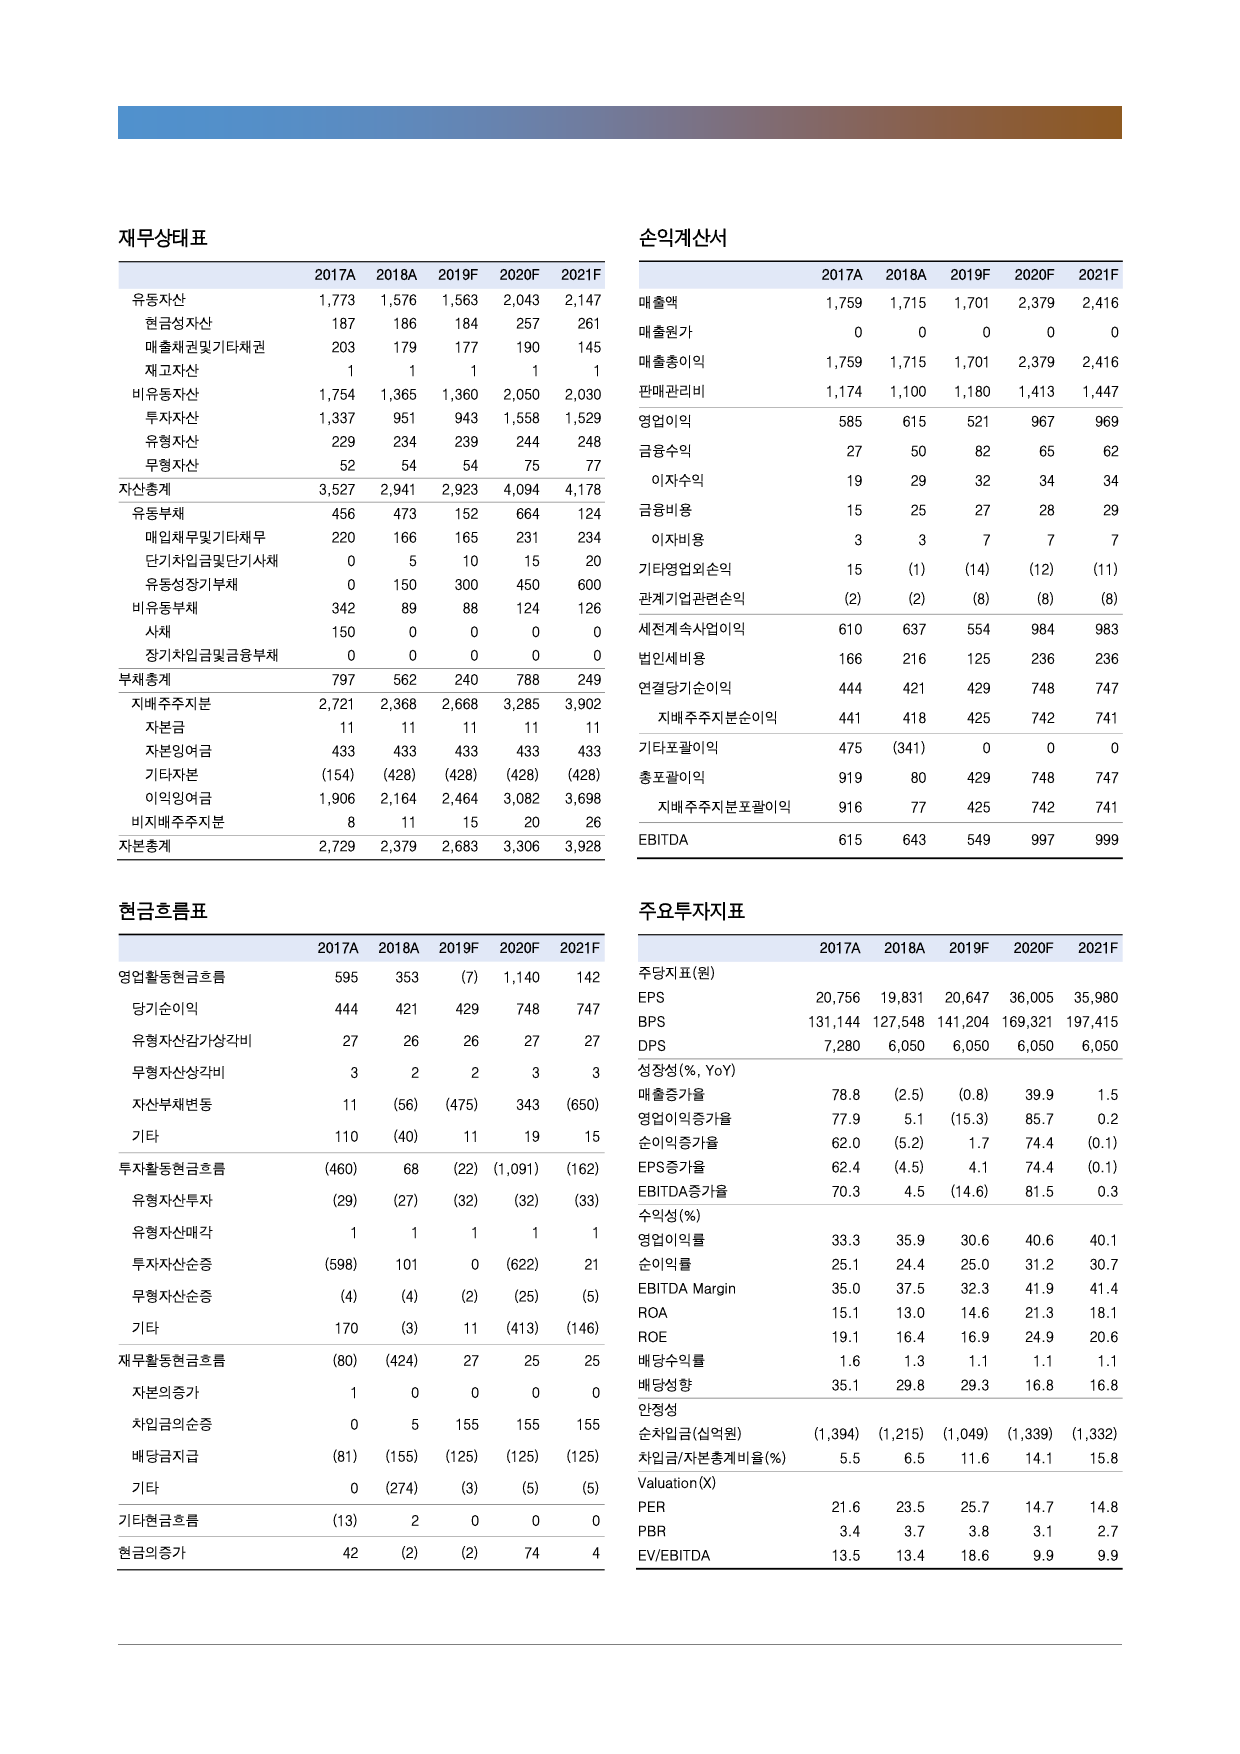 재무상태표
2017A 2018A 2019F 2020F 2021F
유동자산 1,773 1,576 1,563 2,043 2,147
현금성자산 187 186 184 257 261
매출채권및기타채권 203 179 177 190 145
재고자산 1 1 1 1 1
비유동자산 1,754 1,365 1,360 2,050 2,030
투자자산 1,337 951 943 1,558 1,529
유형자산 229 234 239 244 248
무형자산 52 54 54 75 77
자산총계 3,527 2,941 2,923 4,094 4,178
유동부채 456 473 152 664 124
매입채무및기타채무 220 166 165 231 234
단기차입금및단기사채 0 5 10 15 20
유동성장기부채 0 150 300 450 600
비유동부채 342 89 88 124 126
사채 150 0 0 0 0
장기차입금및금융부채 0 0 0 0 0
부채총계 797 562 240 788 249
지배주주지분 2,721 2,368 2,668 3,285 3,902
자본금 11 11 11 11 11
자본잉여금 433 433 433 433 433
기타자본 (154) (428) (428) (428) (428)
이익잉여금 1,906 2,164 2,464 3,082 3,698
비지배주주지분 8 11 15 20 26
자본총계 2,729 2,379 2,683 3,306 3,928
손익계산서
2017A 2018A 2019F 2020F 2021F
매출액 1,759 1,715 1,701 2,379 2,416
매출원가 0 0 0 0 0
매출총이익 1,759 1,715 1,701 2,379 2,416
판매관리비 1,174 1,100 1,180 1,413 1,447
영업이익 585 615 521 967 969
금융수익 27 50 82 65 62
이자수익 19 29 32 34 34
금융비용 15 25 27 28 29
이자비용 3 3 7 7 7
기타영업외손익 15 (1) (14) (12) (11)
관계기업관련손익 (2) (2) (8) (8) (8)
세전계속사업이익 610 637 554 984 983
법인세비용 166 216 125 236 236
연결당기순이익 444 421 429 748 747
지배주주지분순이익 441 418 425 742 741
기타포괄이익 475 (341) 0 0 0
총포괄이익 919 80 429 748 747
지배주주지분포괄이익 916 77 425 742 741
EBITDA 615 643 549 997 999
현금흐름표
2017A 2018A 2019F 2020F 2021F
영업활동현금흐름 595 353 (7) 1,140 142
당기순이익 444 421 429 748 747
유형자산감가상각비 27 26 26 27 27
무형자산상각비 3 2 2 3 3
자산부채변동 11 (56) (475) 343 (650)
기타 110 (40) 11 19 15
투자활동현금흐름 (460) 68 (22) (1,091) (162)
유형자산투자 (29) (27) (32) (32) (33)
유형자산매각 1 1 1 1 1
투자자산순증 (598) 101 0 (622) 21
무형자산순증 (4) (4) (2) (25) (5)
기타 170 (3) 11 (413) (146)
재무활동현금흐름 (80) (424) 27 25 25
자본의증가 1 0 0 0 0
차입금의순증 0 5 155 155 155
배당금지급 (81) (155) (125) (125) (125)
기타 0 (274) (3) (5) (5)
기타현금흐름 (13) 2 0 0 0
현금의증가 42 (2) (2) 74 4
주요투자지표
2017A 2018A 2019F 2020F 2021F
주당지표(원)
EPS 20,756 19,831 20,647 36,005 35,980
BPS 131,144 127,548 141,204 169,321 197,415
DPS 7,280 6,050 6,050 6,050 6,050
성장성(%, YoY)
매출증가율 78.8 (2.5) (0.8) 39.9 1.5
영업이익증가율 77.9 5.1 (15.3) 85.7 0.2
순이익증가율 62.0 (5.2) 1.7 74.4 (0.1)
EPS증가율 62.4 (4.5) 4.1 74.4 (0.1)
EBITDA증가율 70.3 4.5 (14.6) 81.5 0.3
수익성(%)
영업이익률 33.3 35.9 30.6 40.6 40.1
순이익률 25.1 24.4 25.0 31.2 30.7
EBITDA Margin 35.0 37.5 32.3 41.9 41.4
ROA 15.1 13.0 14.6 21.3 18.1
ROE 19.1 16.4 16.9 24.9 20.6
배당수익률 1.6 1.3 1.1 1.1 1.1
배당성향 35.1 29.8 29.3 16.8 16.8
안정성
순차입금(십억원) (1,394) (1,215) (1,049) (1,339) (1,332)
차입금/자본총계비율(%) 5.5 6.5 11.6 14.1 15.8
Valuation(X)
PER 21.6 23.5 25.7 14.7 14.8
PBR 3.4 3.7 3.8 3.1 2.7
EV/EBITDA 13.5 13.4 18.6 9.9 9.9